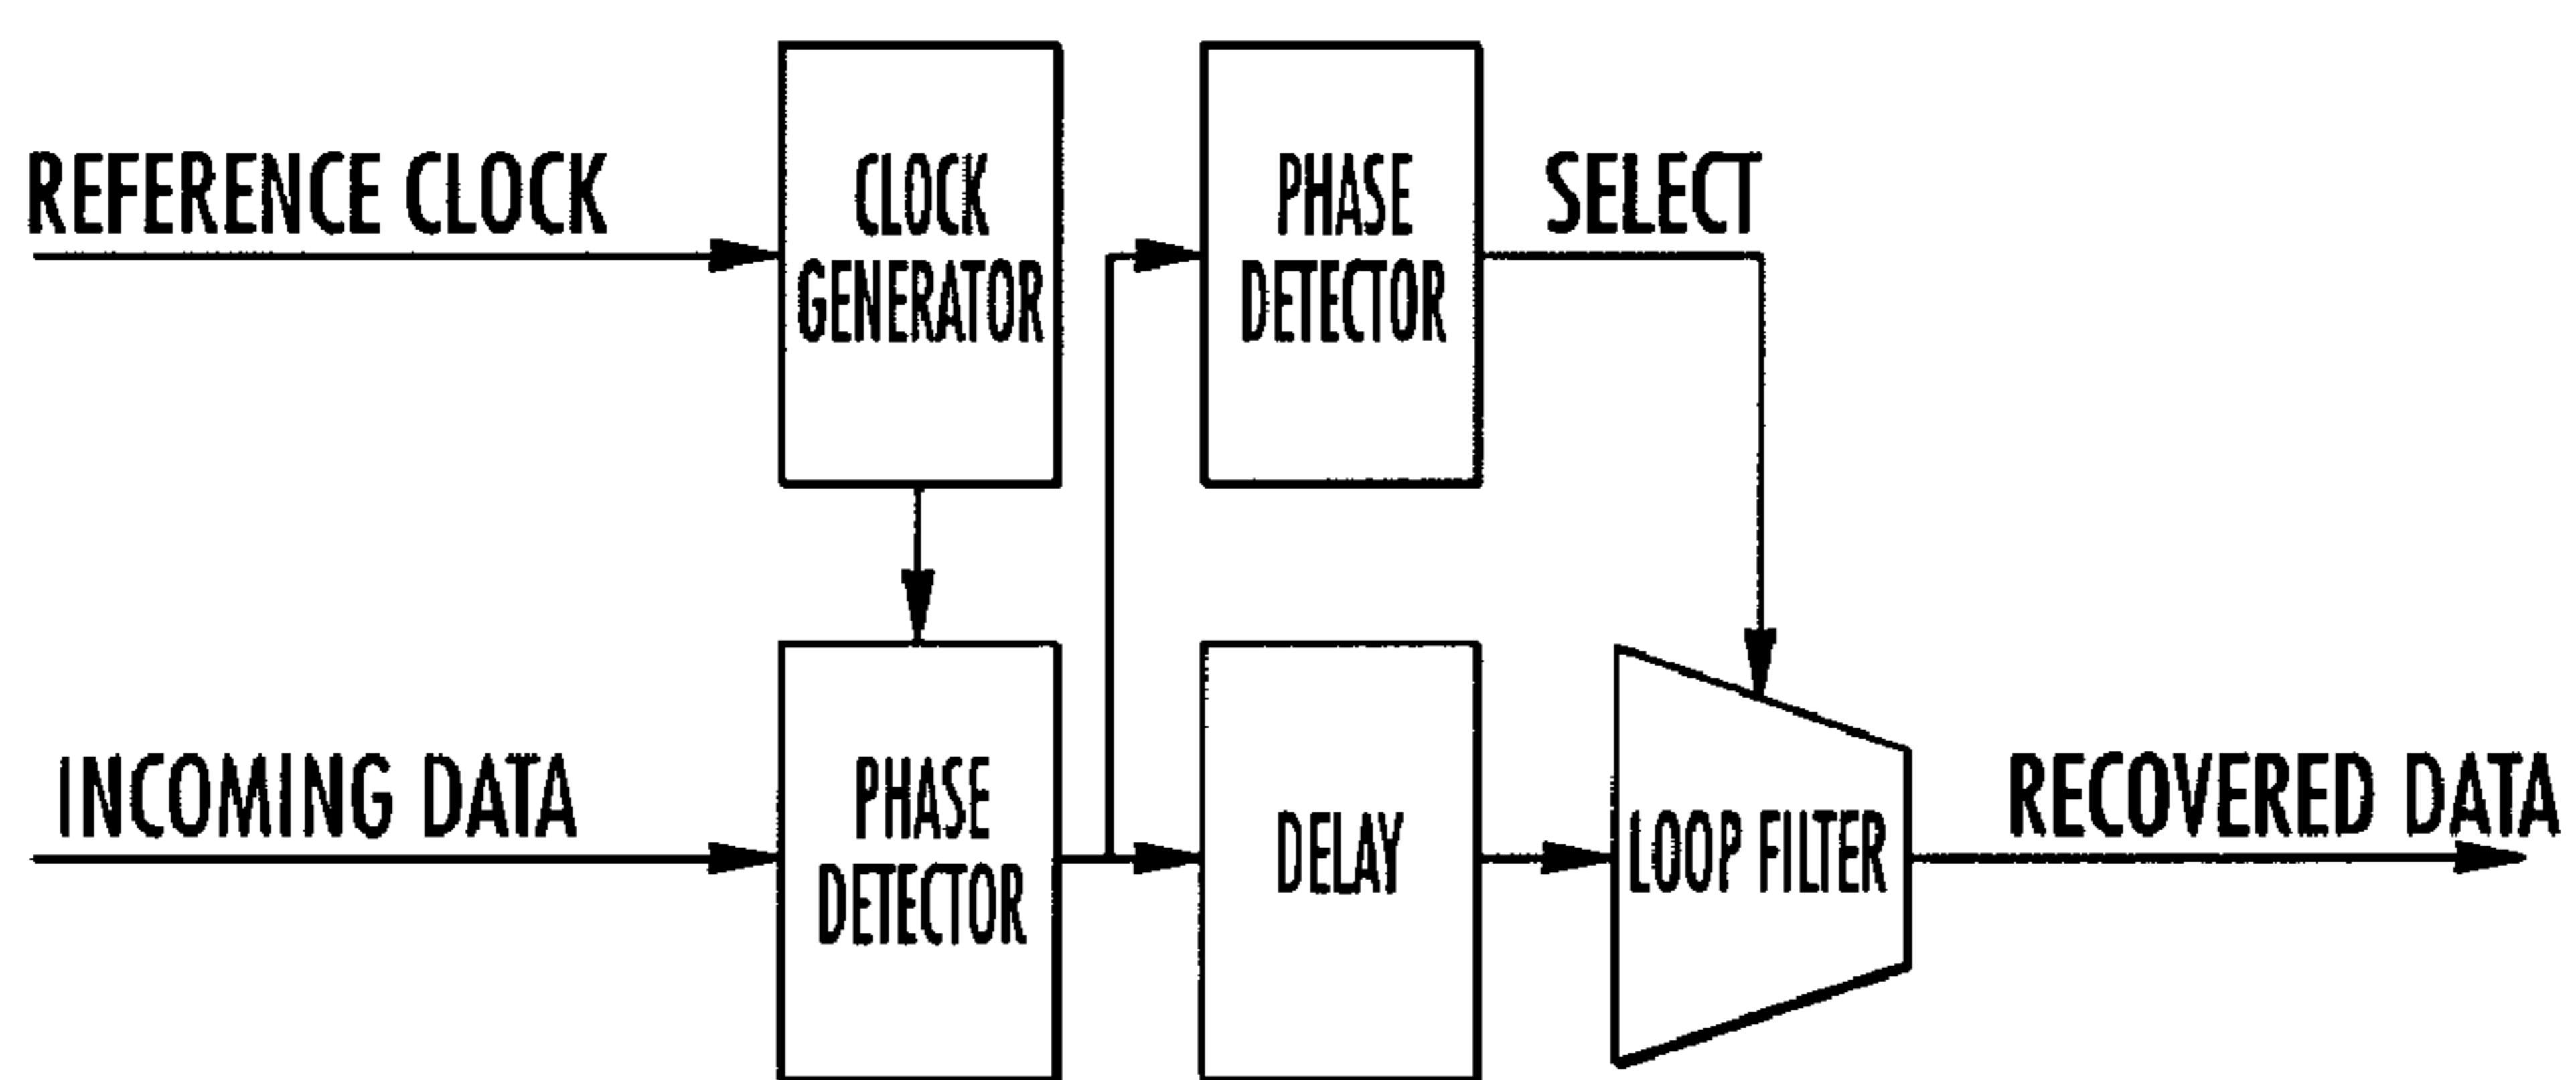 REFERENCE CLOCK
CLOCK
GENERATOR
PHASE
DETECTOR
SELECT
INCOMING DATA
PHASE
DETECTOR
DELAY
LOOP FILTER
RECOVERED DATA